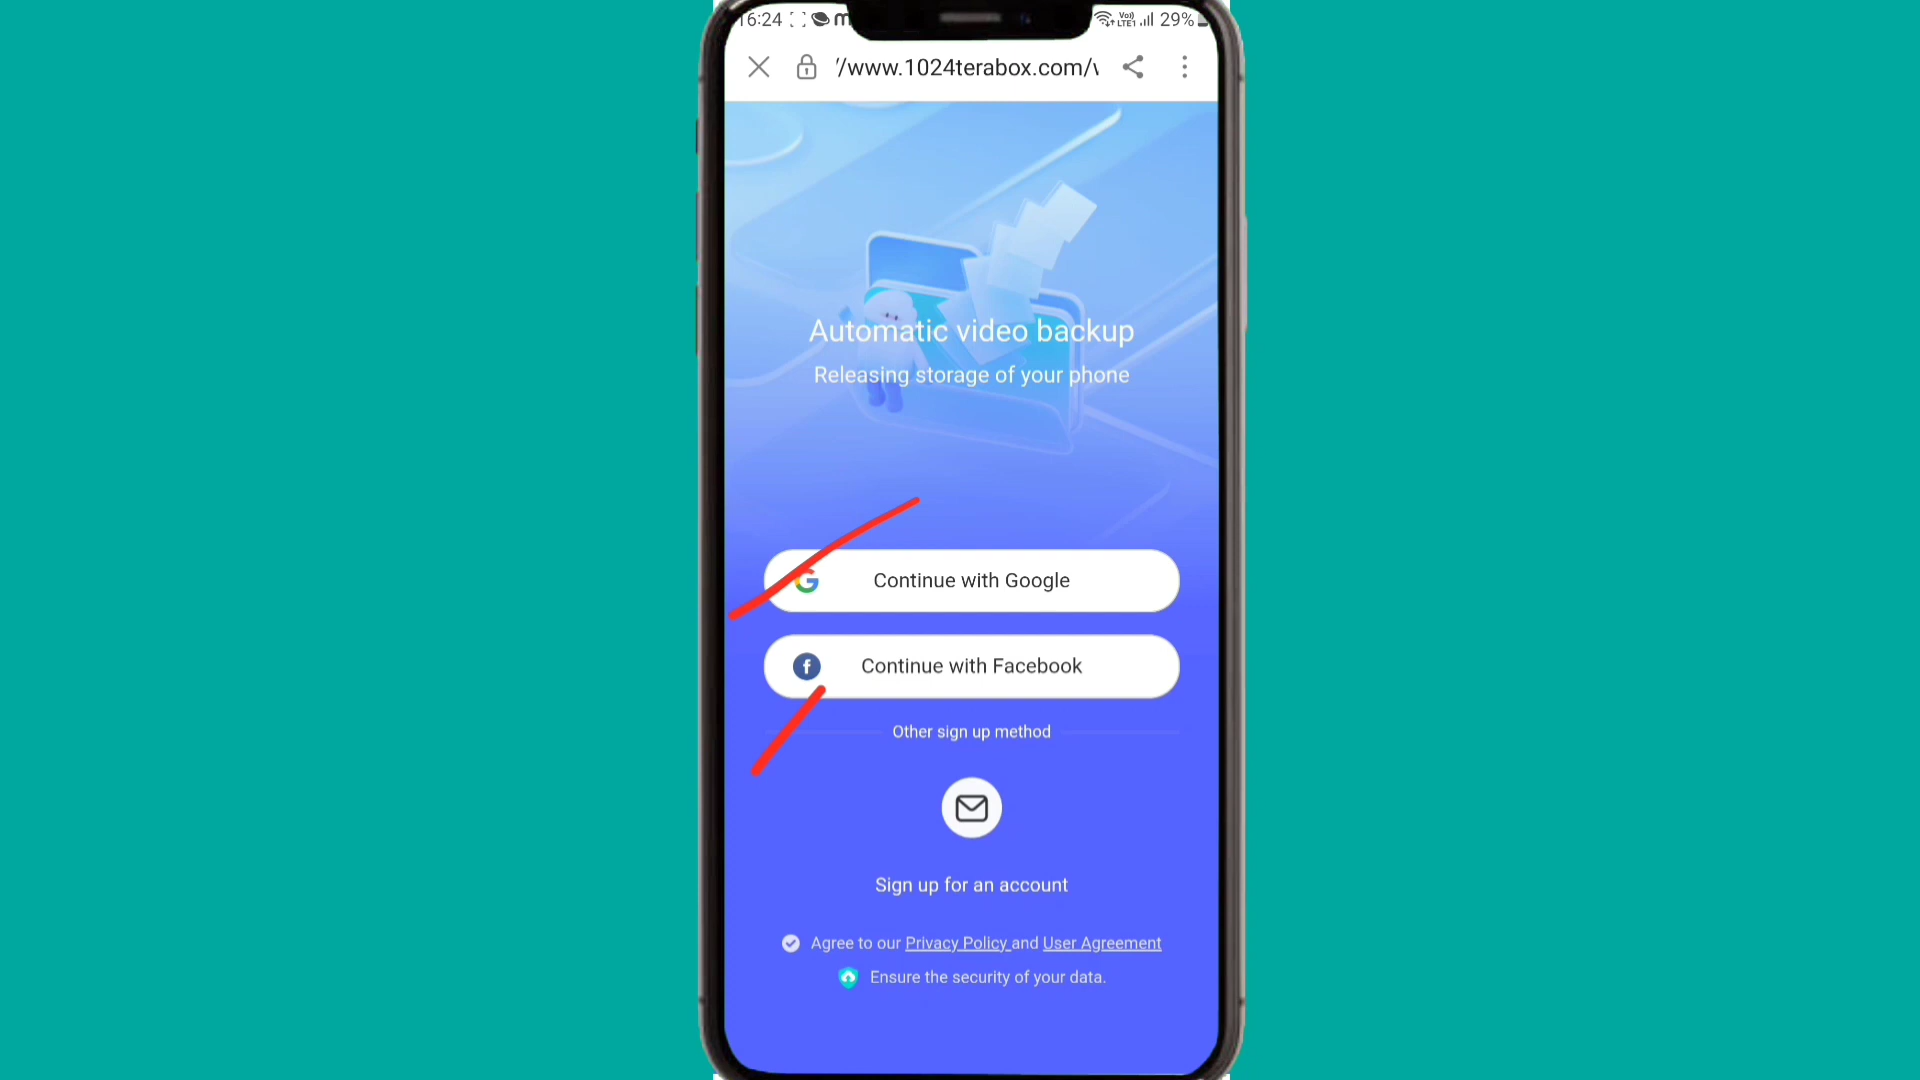 16:24 m Vo) LTE1 29%
//www.1024terabox.com/w
Automatic video backup
Releasing storage of your phone
Continue with Google
Continue with Facebook
Other sign up method
Sign up for an account
Agree to our Privacy Policy and User Agreement
Ensure the security of your data.